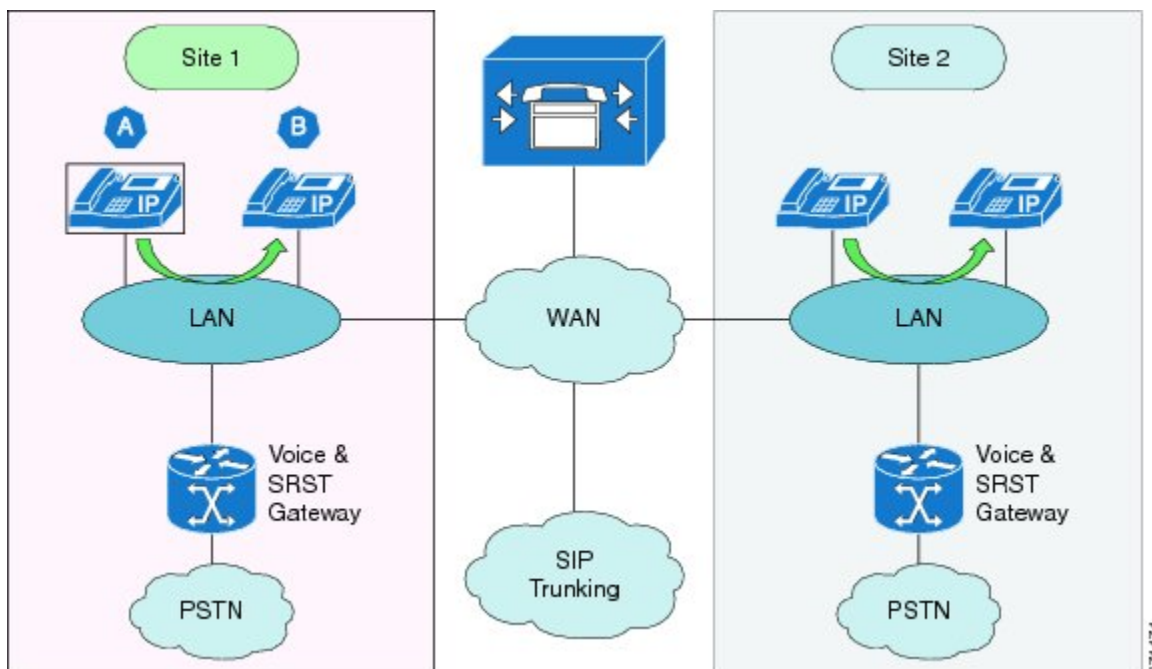 Site 1
Site 2
A
B
IP
IP
IP
IP
LAN
WAN
LAN
Voice &
SRST
Gateway
Voice &
SRST
Gateway
PSTN
SIP
Trunking
PSTN